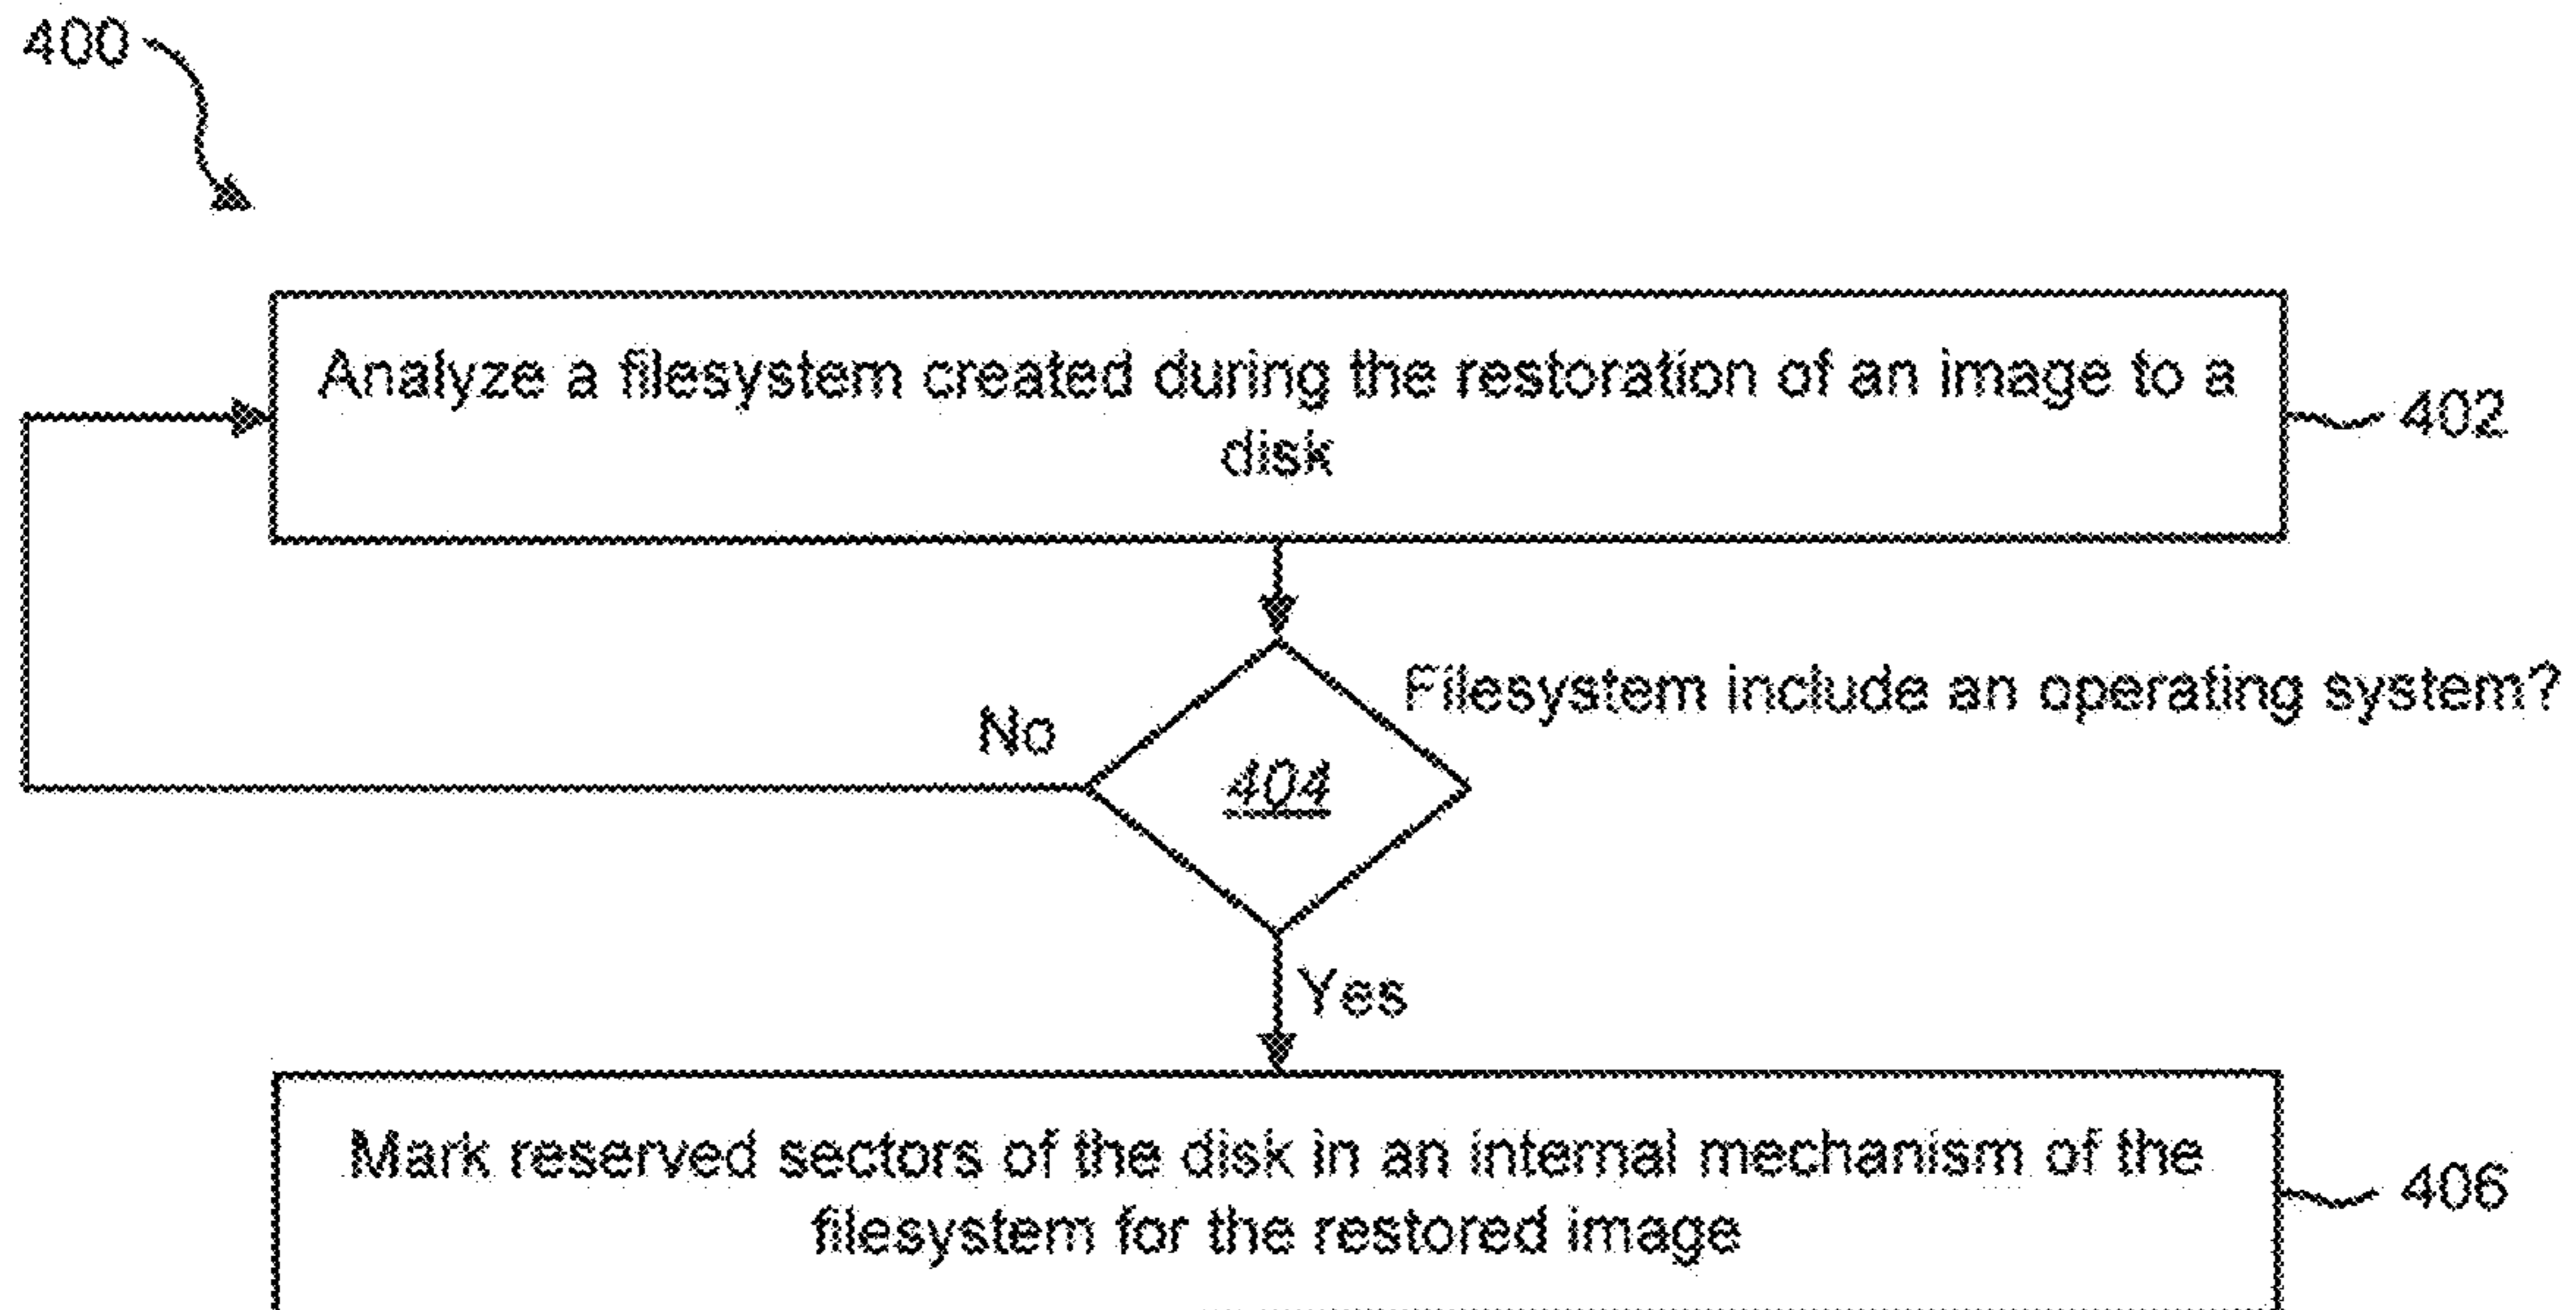 400
Analyze a filesystem created during the restoration of an image to a
disk
402
Filesystem include an operating system?
No
404
Yes
Mark reserved sectors of the disk in an internal mechanism of the
filesystem for the restored image
406